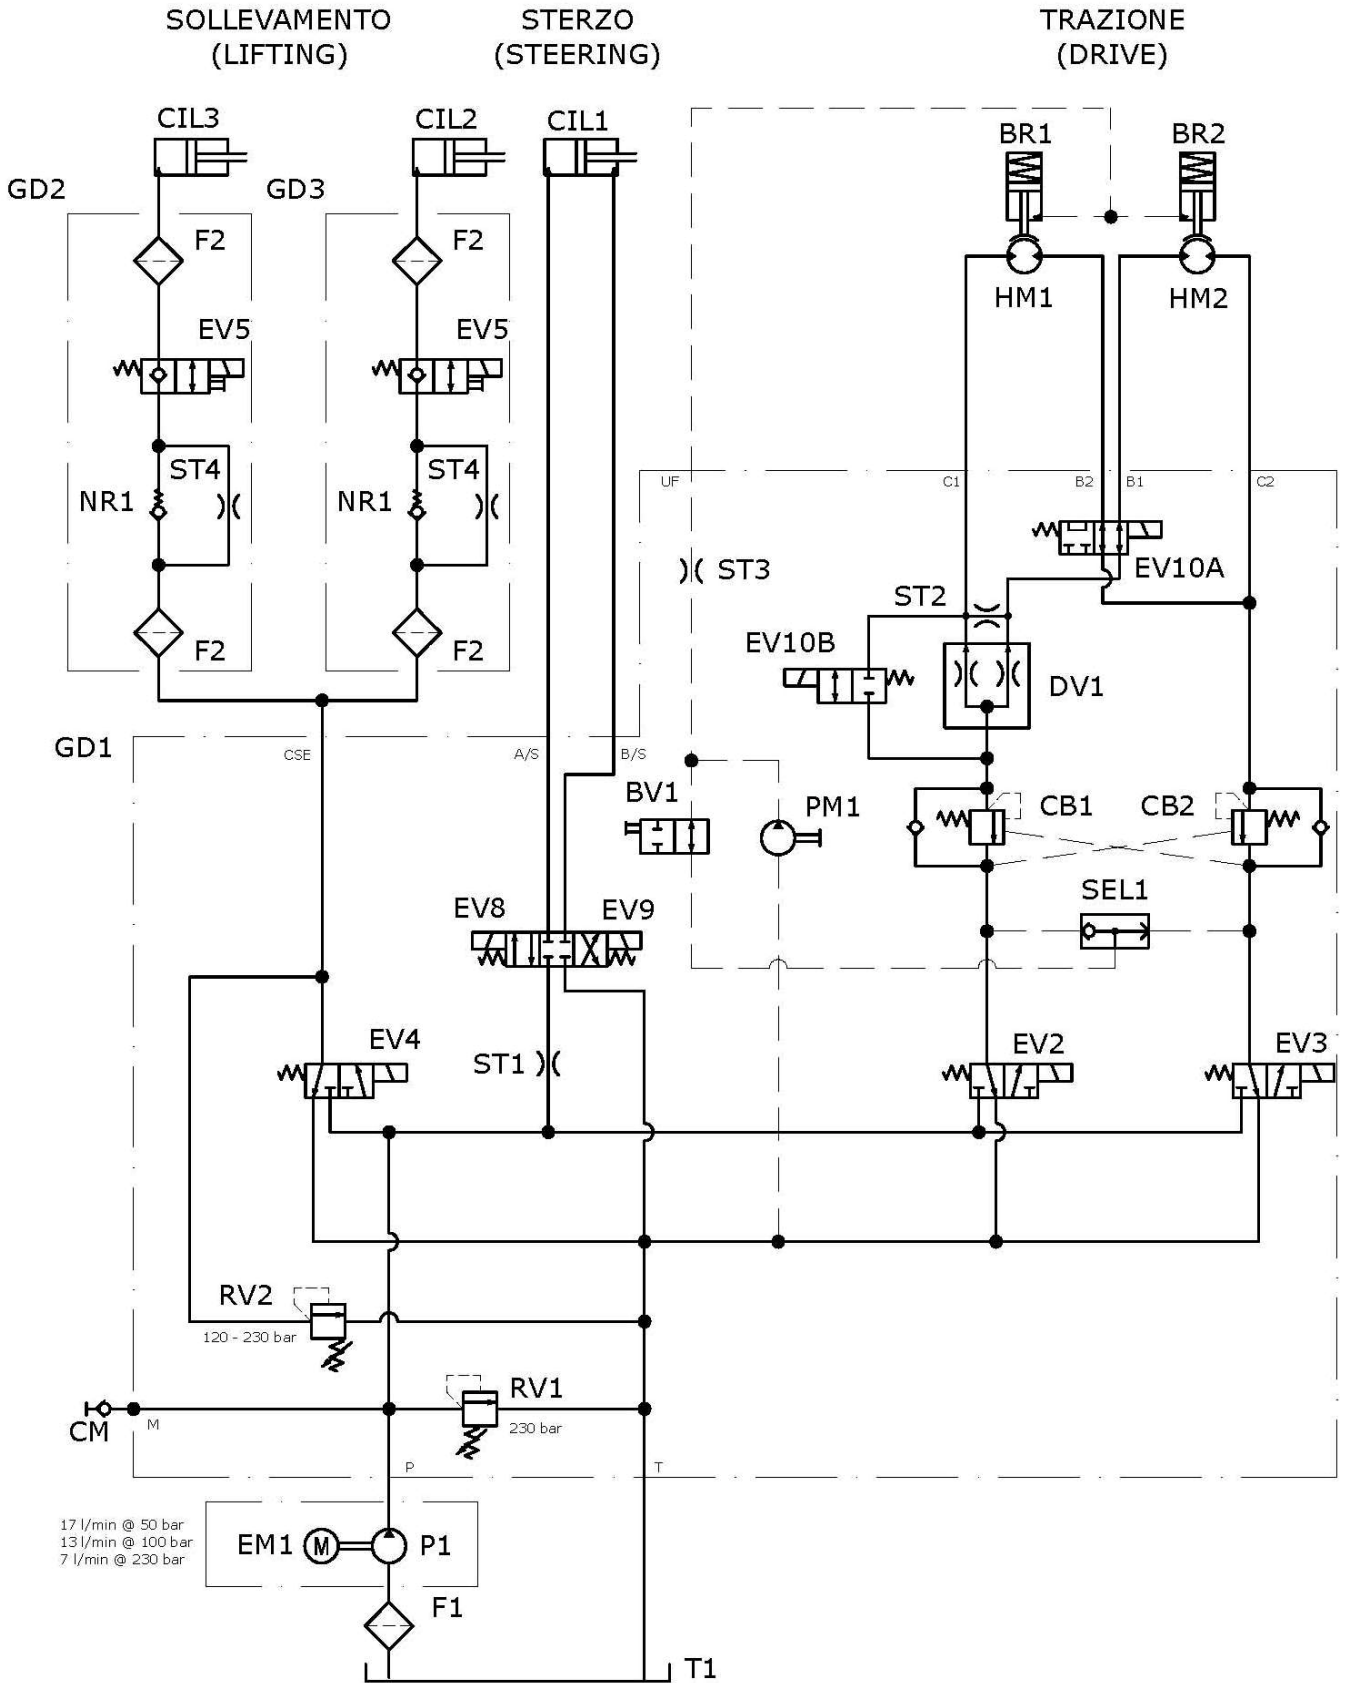 SOLLEVAMENTO
(LIFTING)
STERZO
(STEERING)
TRAZIONE
(DRIVE)
CIL3
CIL2
CIL1
BR1
BR2
GD2
GD3
F2
F2
HM1
HM2
EV5
EV5
ST4
ST4
NR1
NR1
UF
C1
B2
B1
C2
ST3
EV10A
ST2
F2
F2
EV10B
DV1
GD1
CSE
A/S
B/S
BV1
PM1
CB1
CB2
SEL1
EV8
EV9
EV4
ST1
EV2
EV3
RV2
120 - 230 bar
RV1
230 bar
CM
M
P
T
17 l/min @ 50 bar
13 l/min @ 100 bar
7 l/min @ 230 bar
EM1
M
P1
F1
T1